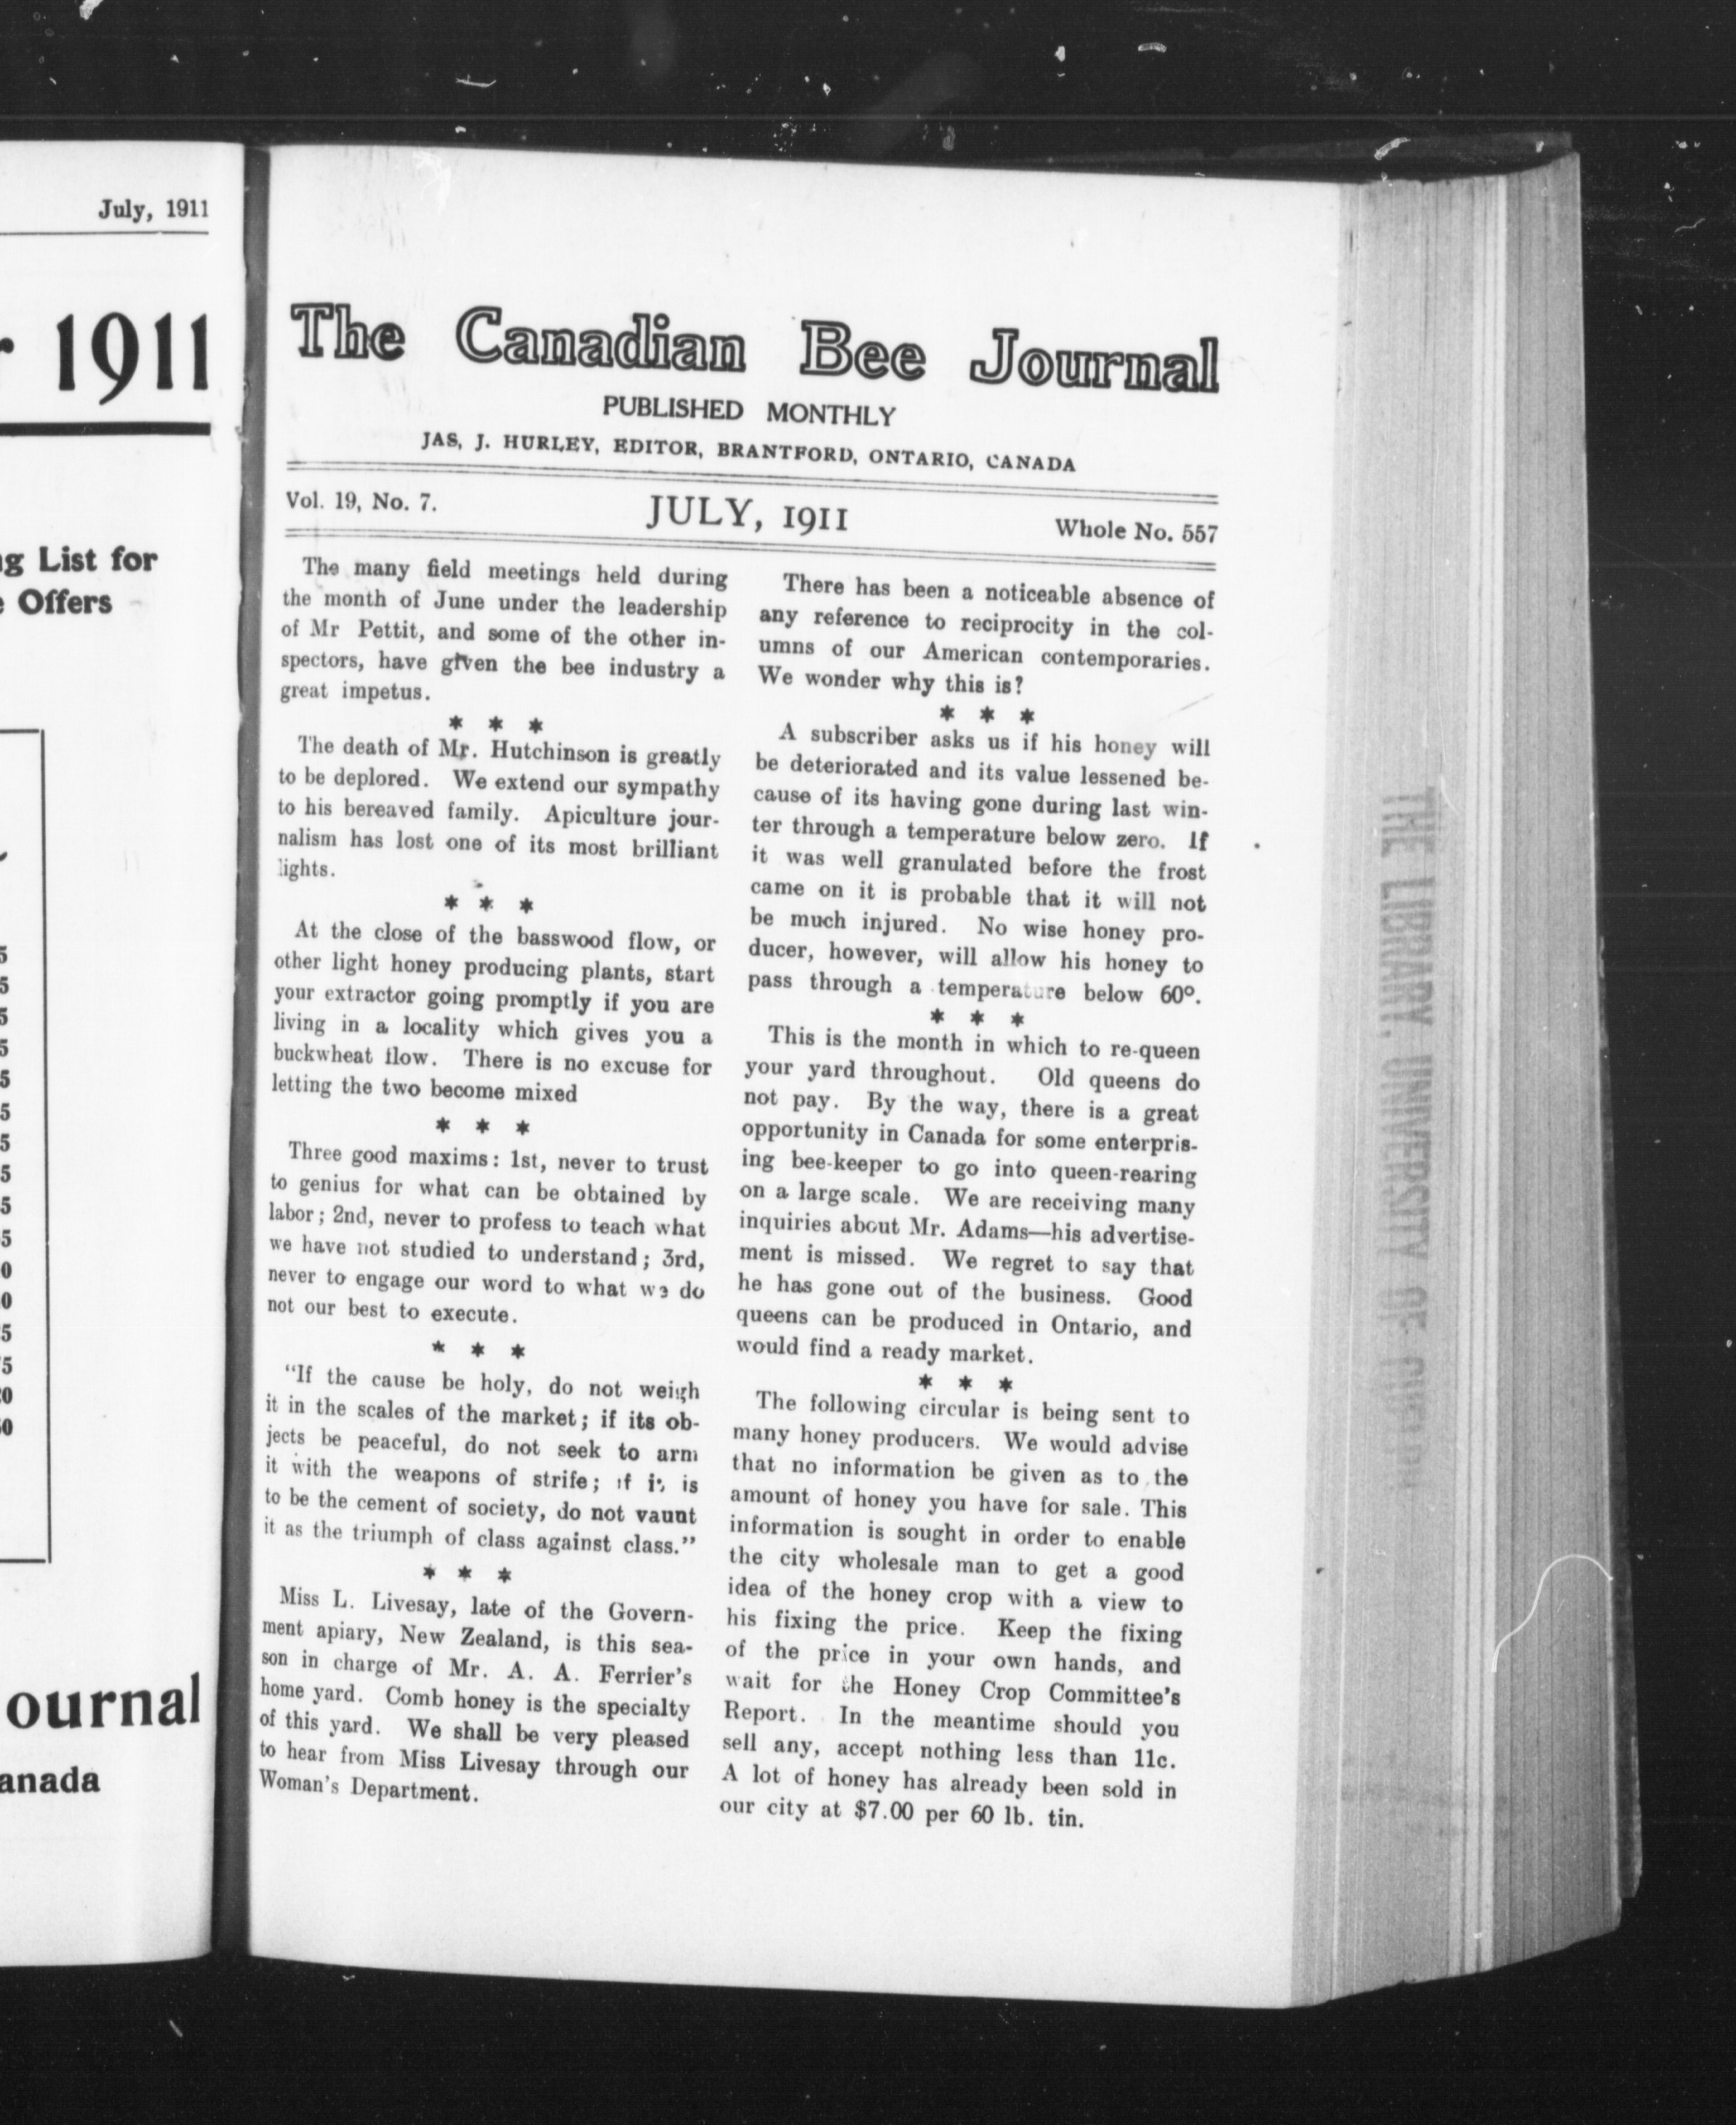 July, 1911
1911
List for
Offers
5
5
5
5
5
5
5
5
5
5
0
0
5
5
0
0
ournal
anada
The Canadian Bee Journal
PUBLISHED MONTHLY
JAS, J. HURLEY, EDITOR, BRANTFORD, ONTARIO, CANADA
Vol. 19, No. 7.
JULY, 1911
Whole No. 557
The many field meetings held during
the month of June under the leadership
of Mr Pettit, and some of the other in-
spectors, have given the bee industry a
great impetus.
* * *
The death of Mr. Hutchinson is greatly
to be deplored. We extend our sympathy
to his bereaved family. Apiculture jour-
nalism has lost one of its most brilliant
lights.
* * *
At the close of the basswood flow, or
other light honey producing plants, start
your extractor going promptly if you are
living in a locality which gives you a
buckwheat flow. There is no excuse for
letting the two become mixed
* * *
Three good maxims: 1st, never to trust
to genius for what can be obtained by
labor; 2nd, never to profess to teach what
we have not studied to understand; 3rd,
never to engage our word to what we do
not our best to execute.
* * *
"If the cause be holy, do not weigh
it in the scales of the market; if its ob-
jects be peaceful, do not seek to arm
it with the weapons of strife; if it is
to be the cement of society, do not vaunt
it as the triumph of class against class."
* * *
Miss L. Livesay, late of the Govern-
ment apiary, New Zealand, is this sea-
son in charge of Mr. A. A. Ferrier's
home yard. Comb honey is the specialty
of this yard. We shall be very pleased
to hear from Miss Livesay through our
Woman's Department.
There has been a noticeable absence of
any reference to reciprocity in the col-
umns of our American contemporaries.
We wonder why this is?
* * *
A subscriber asks us if his honey will
be deteriorated and its value lessened be-
cause of its having gone during last win-
ter through a temperature below zero. If
it was well granulated before the frost
came on it is probable that it will not
be much injured. No wise honey pro-
ducer, however, will allow his honey to
pass through a temperature below 60°.
* * *
This is the month in which to re-queen
your yard throughout. Old queens do
not pay. By the way, there is a great
opportunity in Canada for some enterpris-
ing bee-keeper to go into queen-rearing
on a large scale. We are receiving many
inquiries about Mr. Adams—his advertise-
ment is missed. We regret to say that
he has gone out of the business. Good
queens can be produced in Ontario, and
would find a ready market.
* * *
The following circular is being sent to
many honey producers. We would advise
that no information be given as to the
amount of honey you have for sale. This
information is sought in order to enable
the city wholesale man to get a good
idea of the honey crop with a view to
his fixing the price. Keep the fixing
of the price in your own hands, and
wait for the Honey Crop Committee's
Report. In the meantime should you
sell any, accept nothing less than 11c.
A lot of honey has already been sold in
our city at $7.00 per 60 lb. tin.
THE LIBRARY, UNIVERSITY OF